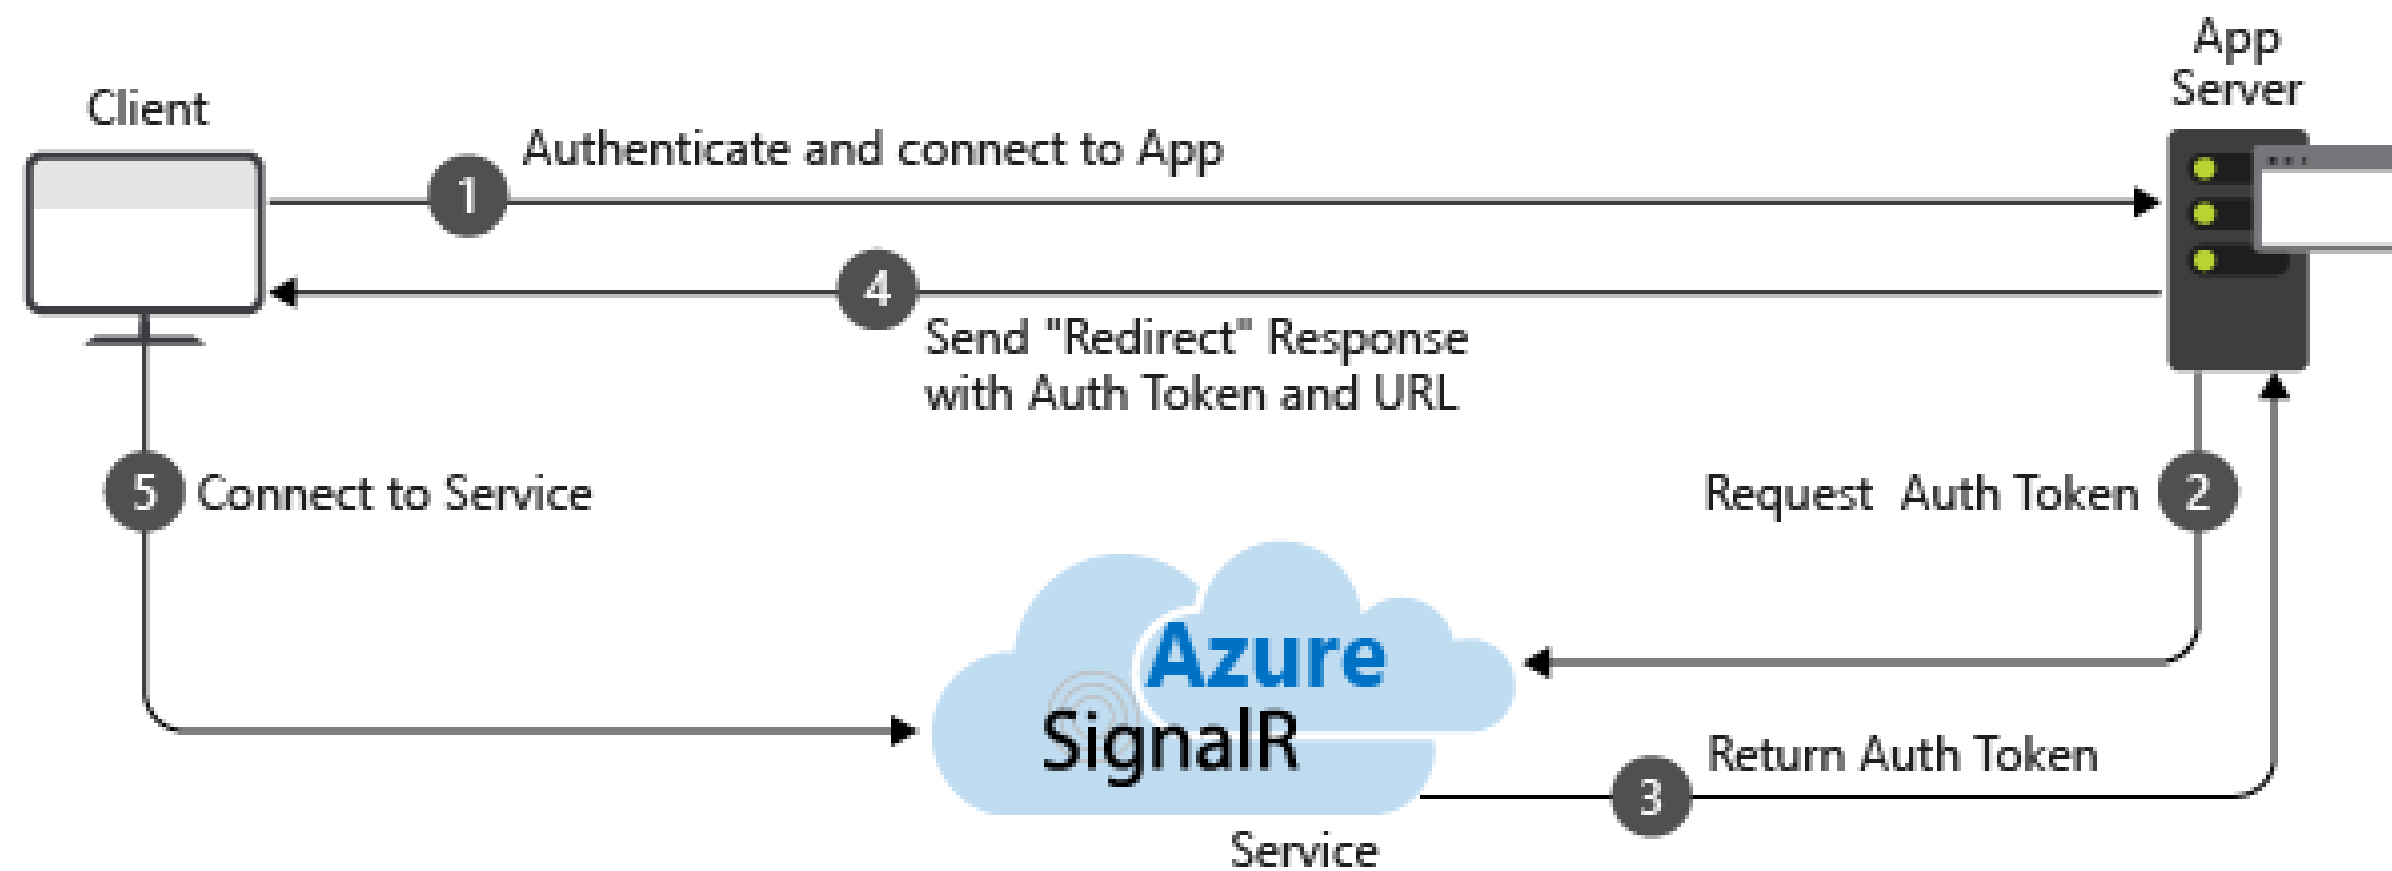 App
Server
Client
Authenticate and connect to App
1
4
Send "Redirect" Response
with Auth Token and URL
5 Connect to Service
Request  Auth Token 2
Azure
SignalR
Return Auth Token
3
Service